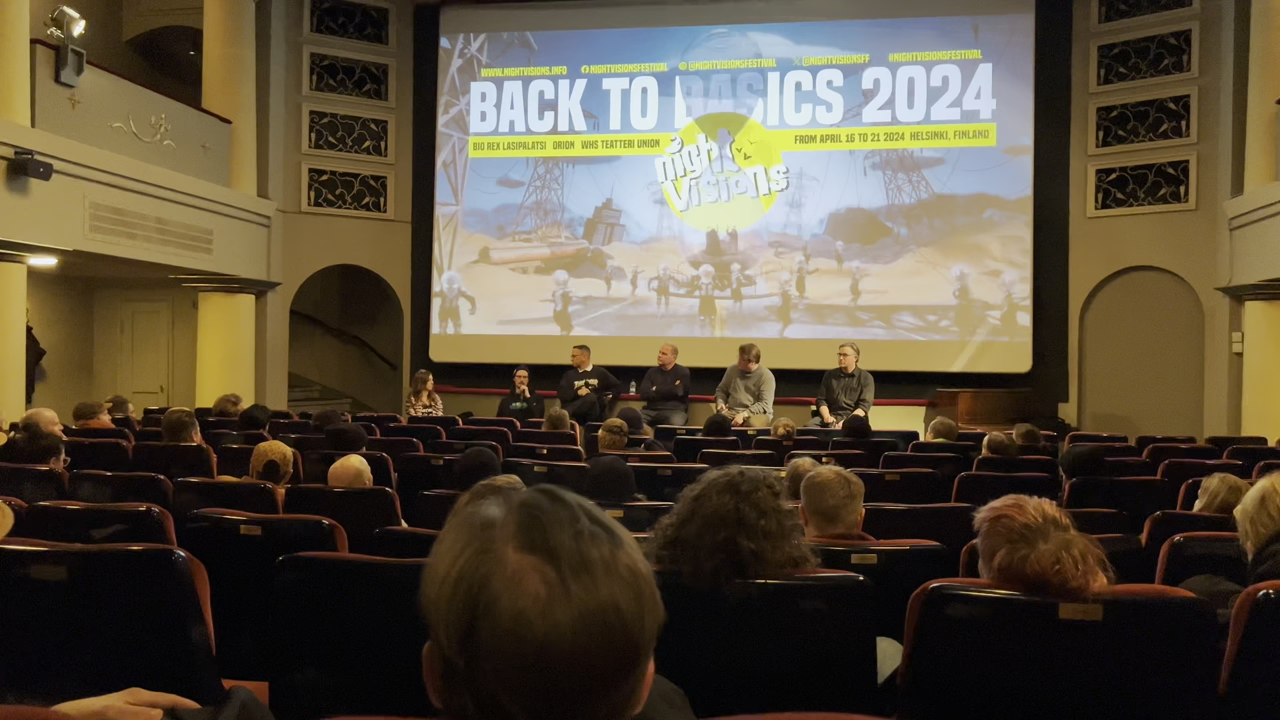 WWW.NIGHTVISIONS.INFO NIGHTVISIONSFESTIVAL @NIGHTVISIONSFESTIVAL @NIGHTVISIONSFF #NIGHTVISIONSFESTIVAL
BACK TO BASICS 2024
BIO REX LASIPALATSI ORION WHS TEATTERI UNION FROM APRIL 16 TO 21 2024 HELSINKI, FINLAND
night
visions